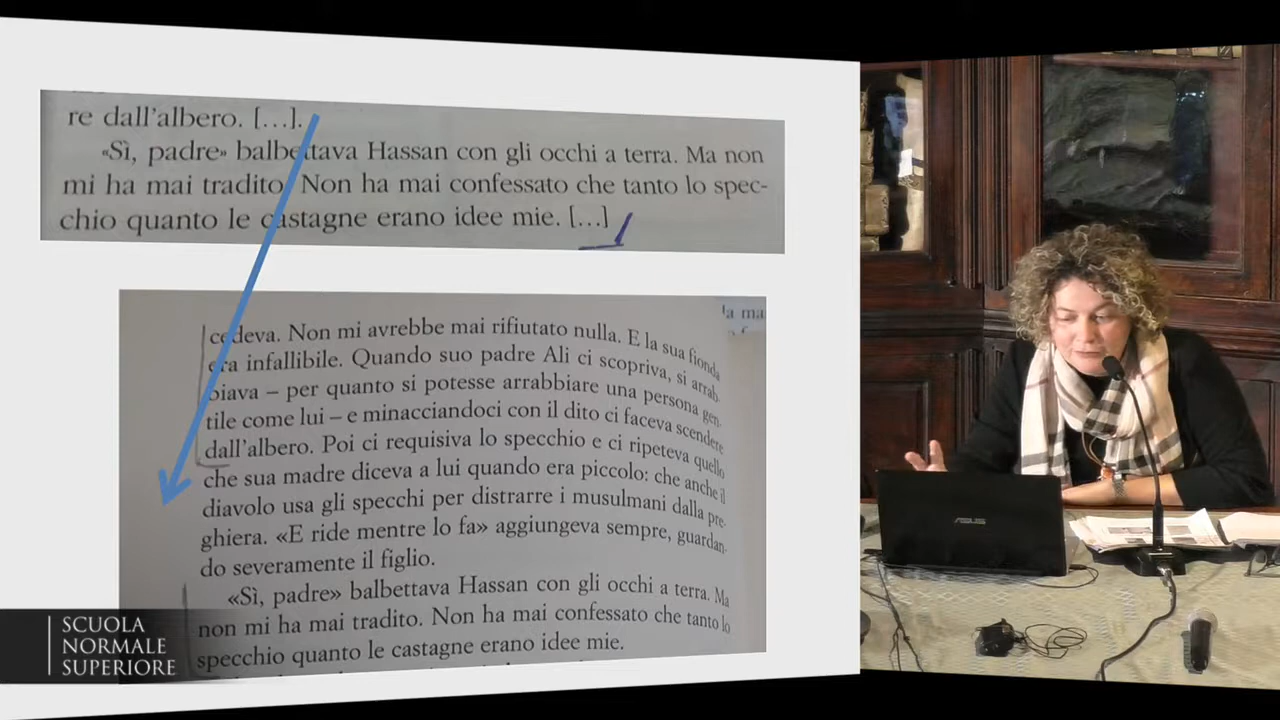 re dall'albero. [...].
«Sì, padre» balbettava Hassan con gli occhi a terra. Ma non
mi ha mai tradito. Non ha mai confessato che tanto lo spec-
chio quanto le castagne erano idee mie. [...]
la ma
cedeva. Non mi avrebbe mai rifiutato nulla. E la sua fionda
era infallibile. Quando suo padre Ali ci scopriva, si arrab-
biava – per quanto si potesse arrabbiare una persona gen-
tile come lui – e minacciandoci con il dito ci faceva scendere
dall'albero. Poi ci requisiva lo specchio e ci ripeteva quello
che sua madre diceva a lui quando era piccolo: che anche il
diavolo usa gli specchi per distrarre i musulmani dalla pre-
ghiera. «E ride mentre lo fa» aggiungeva sempre, guardan-
do severamente il figlio.
«Sì, padre» balbettava Hassan con gli occhi a terra. Ma
non mi ha mai tradito. Non ha mai confessato che tanto lo
specchio quanto le castagne erano idee mie.
SCUOLA
NORMALE
SUPERIORE
ASUS